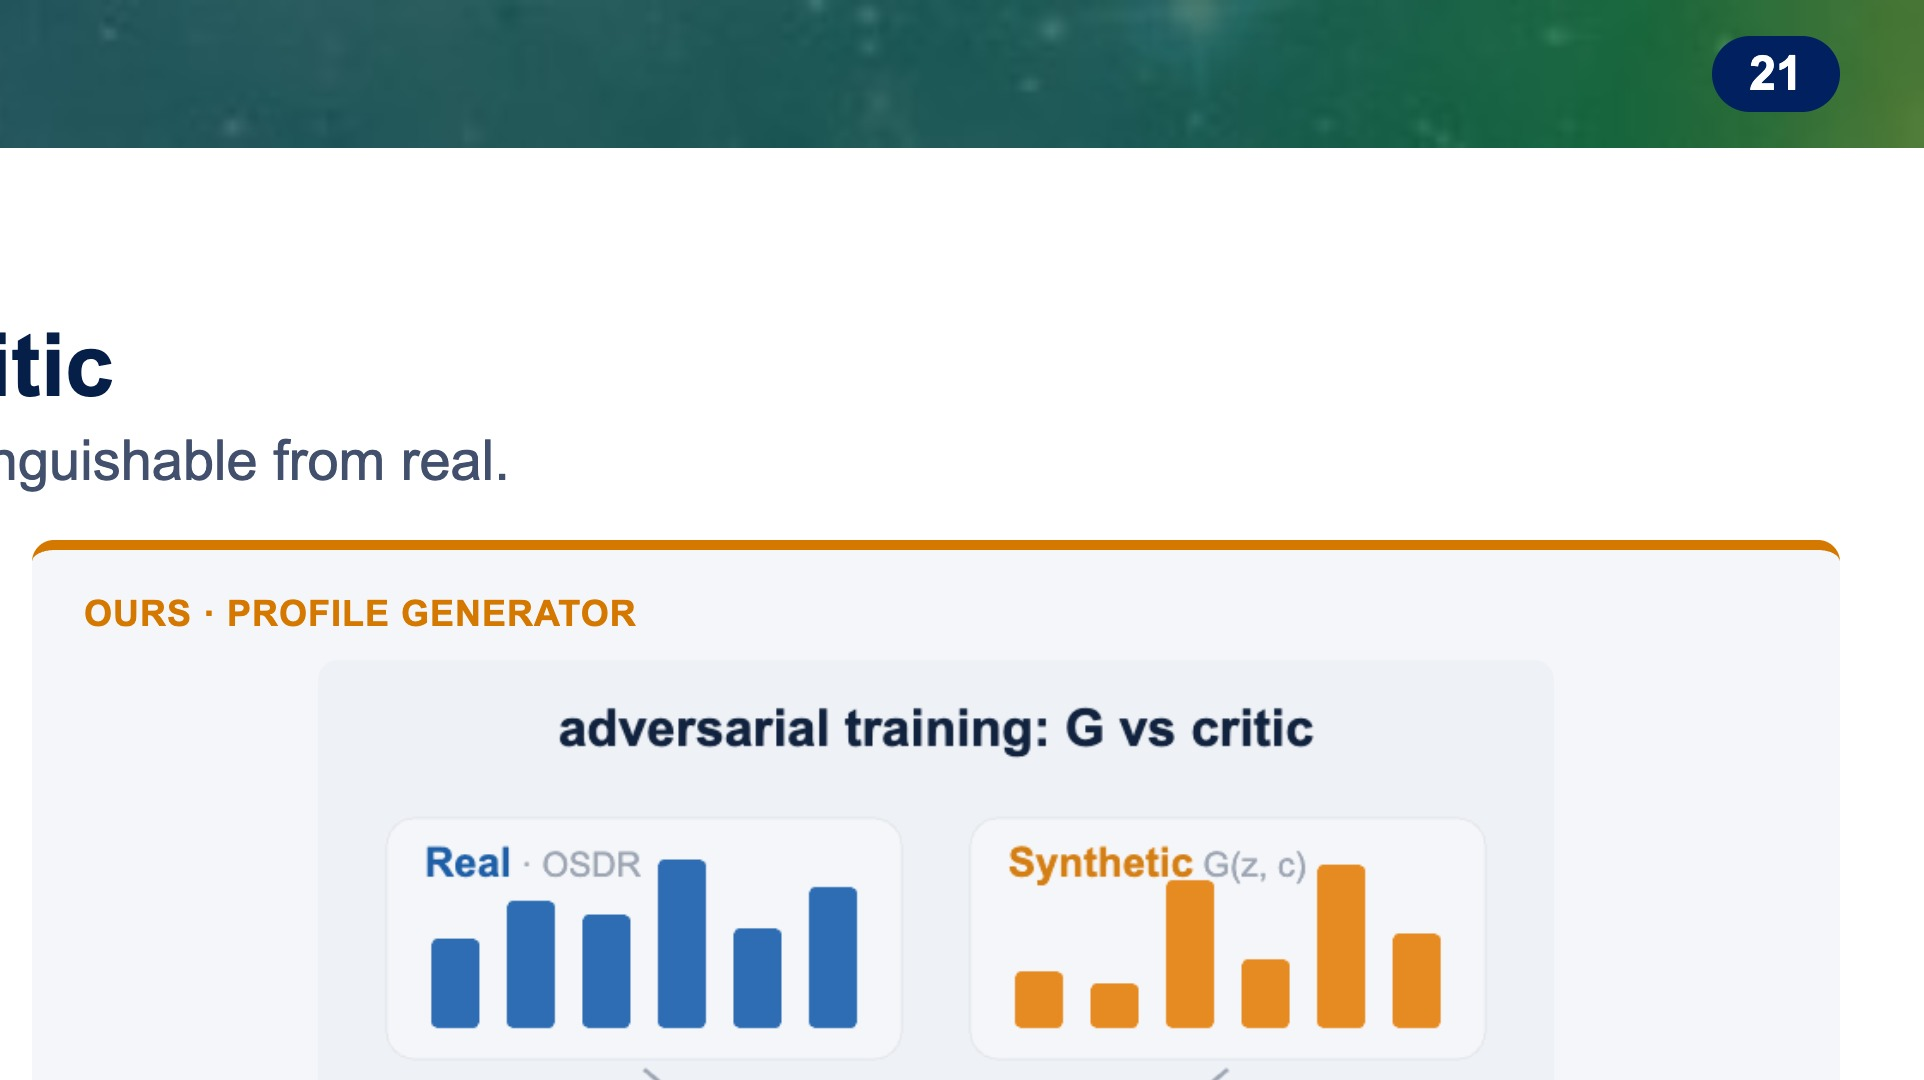 21
itic
nguishable from real.
OURS · PROFILE GENERATOR
adversarial training: G vs critic
Real · OSDR
Synthetic G(z, c)